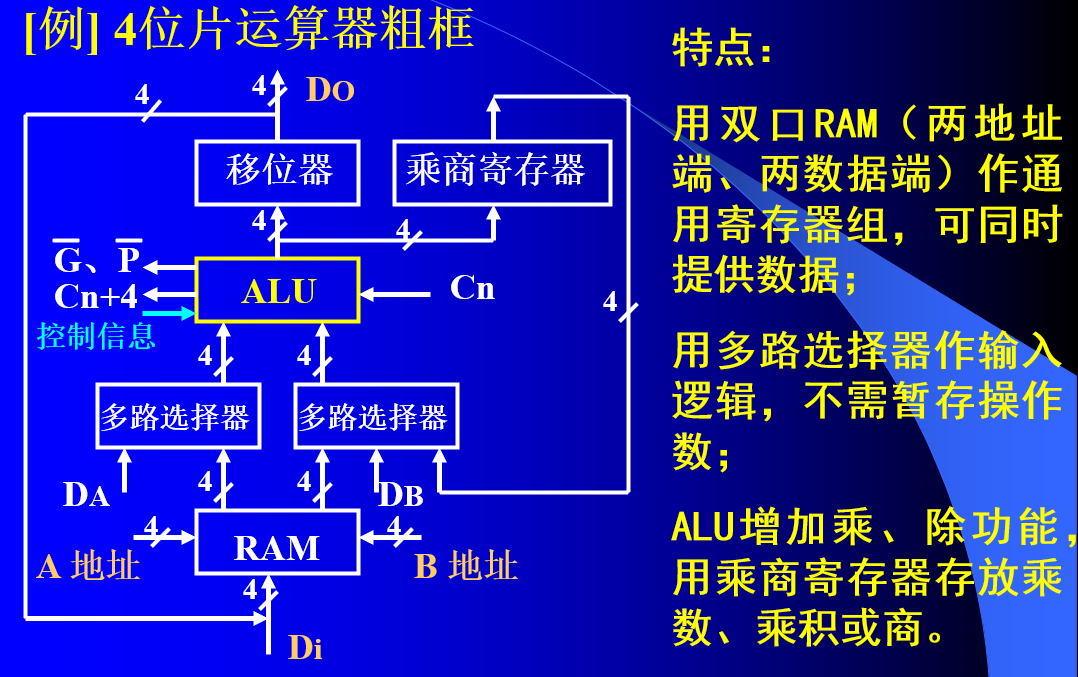 [例] 4位片运算器粗框
4
4
DO
移位器
乘商寄存器
4
4
G̅、P̅
Cn+4
控制信息
ALU
Cn
4
4
4
多路选择器
多路选择器
DA
4
4
DB
4
RAM
4
A 地址
B 地址
4
Di
特点：
用双口RAM（两地址
端、两数据端）作通
用寄存器组，可同时
提供数据；
用多路选择器作输入
逻辑，不需暂存操作
数；
ALU增加乘、除功能，
用乘商寄存器存放乘
数、乘积或商。